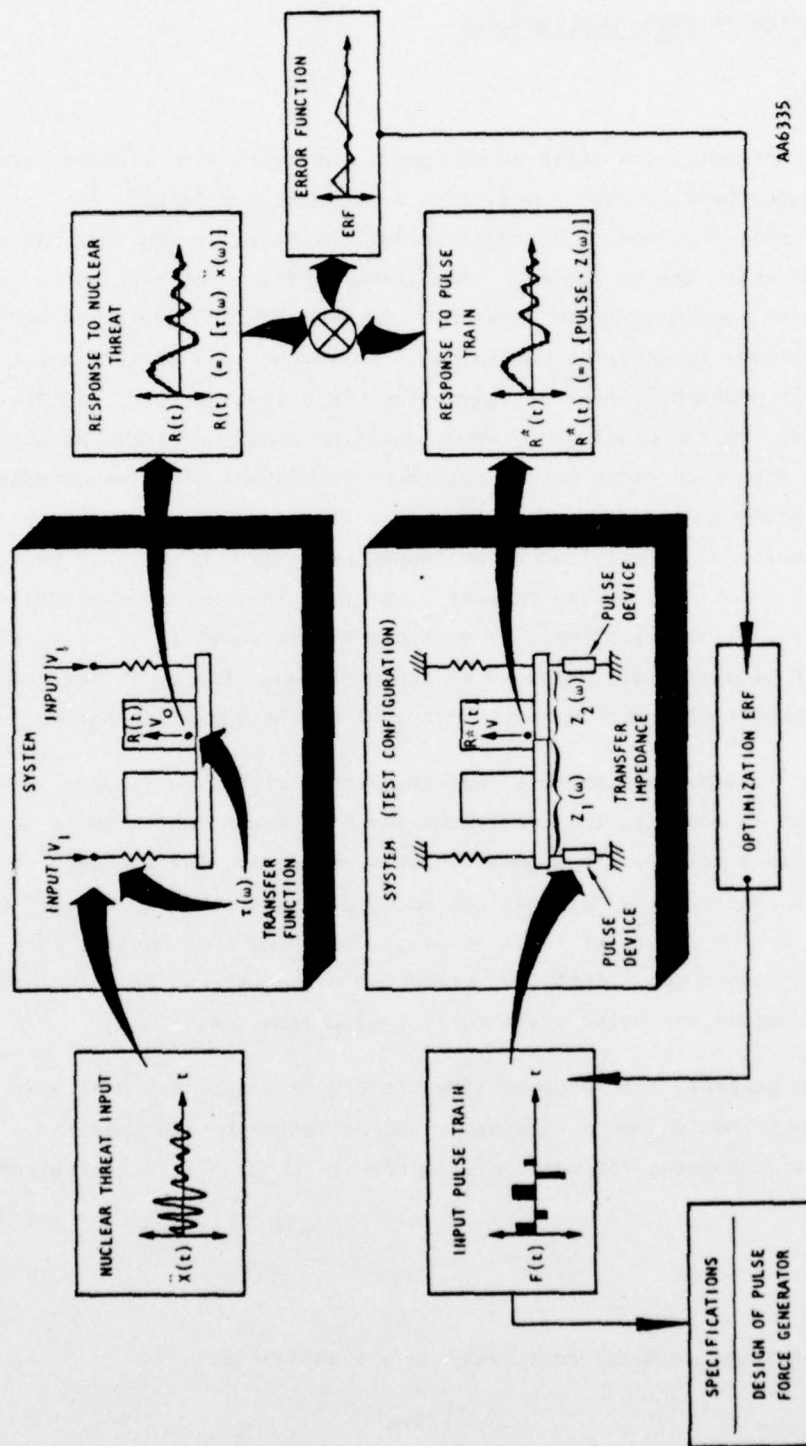 NUCLEAR THREAT INPUT
Ẍ(t)
t
SYSTEM
INPUT|V₁
INPUT|V₆
R(t)
V₀
τ(ω)
TRANSFER
FUNCTION
RESPONSE TO NUCLEAR
THREAT
R(t)
R(t) (=) [τ(ω) · ẍ(ω)]
ERROR FUNCTION
ERF
INPUT PULSE TRAIN
F(t)
t
SYSTEM (TEST CONFIGURATION)
R*(t)
V
Z₁(ω)
Z₂(ω)
PULSE DEVICE
TRANSFER
IMPEDANCE
PULSE
DEVICE
RESPONSE TO PULSE
TRAIN
R*(t)
R*(t) (=) {PULSE · Z(ω)]
SPECIFICATIONS
DESIGN OF PULSE
FORCE GENERATOR
OPTIMIZATION ERF
AA6335